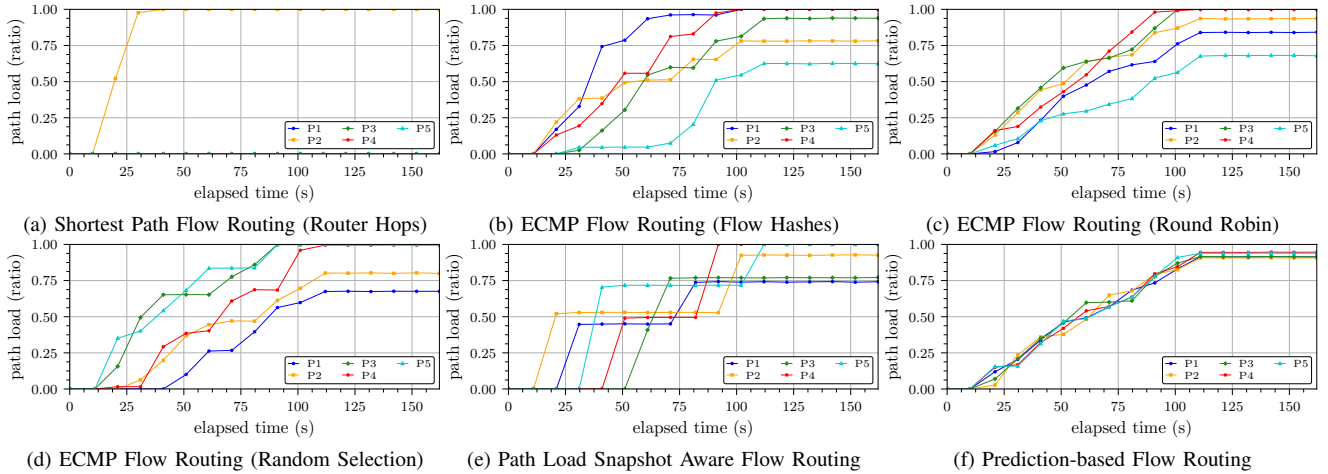 path load (ratio)
1.00
0.75
0.50
0.25
0.00
0 25 50 75 100 125 150
elapsed time (s)
P1 P3 P5
P2 P4
(a) Shortest Path Flow Routing (Router Hops)
path load (ratio)
1.00
0.75
0.50
0.25
0.00
0 25 50 75 100 125 150
elapsed time (s)
P1 P3 P5
P2 P4
(b) ECMP Flow Routing (Flow Hashes)
path load (ratio)
1.00
0.75
0.50
0.25
0.00
0 25 50 75 100 125 150
elapsed time (s)
P1 P3 P5
P2 P4
(c) ECMP Flow Routing (Round Robin)
path load (ratio)
1.00
0.75
0.50
0.25
0.00
0 25 50 75 100 125 150
elapsed time (s)
P1 P3 P5
P2 P4
(d) ECMP Flow Routing (Random Selection)
path load (ratio)
1.00
0.75
0.50
0.25
0.00
0 25 50 75 100 125 150
elapsed time (s)
P1 P3 P5
P2 P4
(e) Path Load Snapshot Aware Flow Routing
path load (ratio)
1.00
0.75
0.50
0.25
0.00
0 25 50 75 100 125 150
elapsed time (s)
P1 P3 P5
P2 P4
(f) Prediction-based Flow Routing